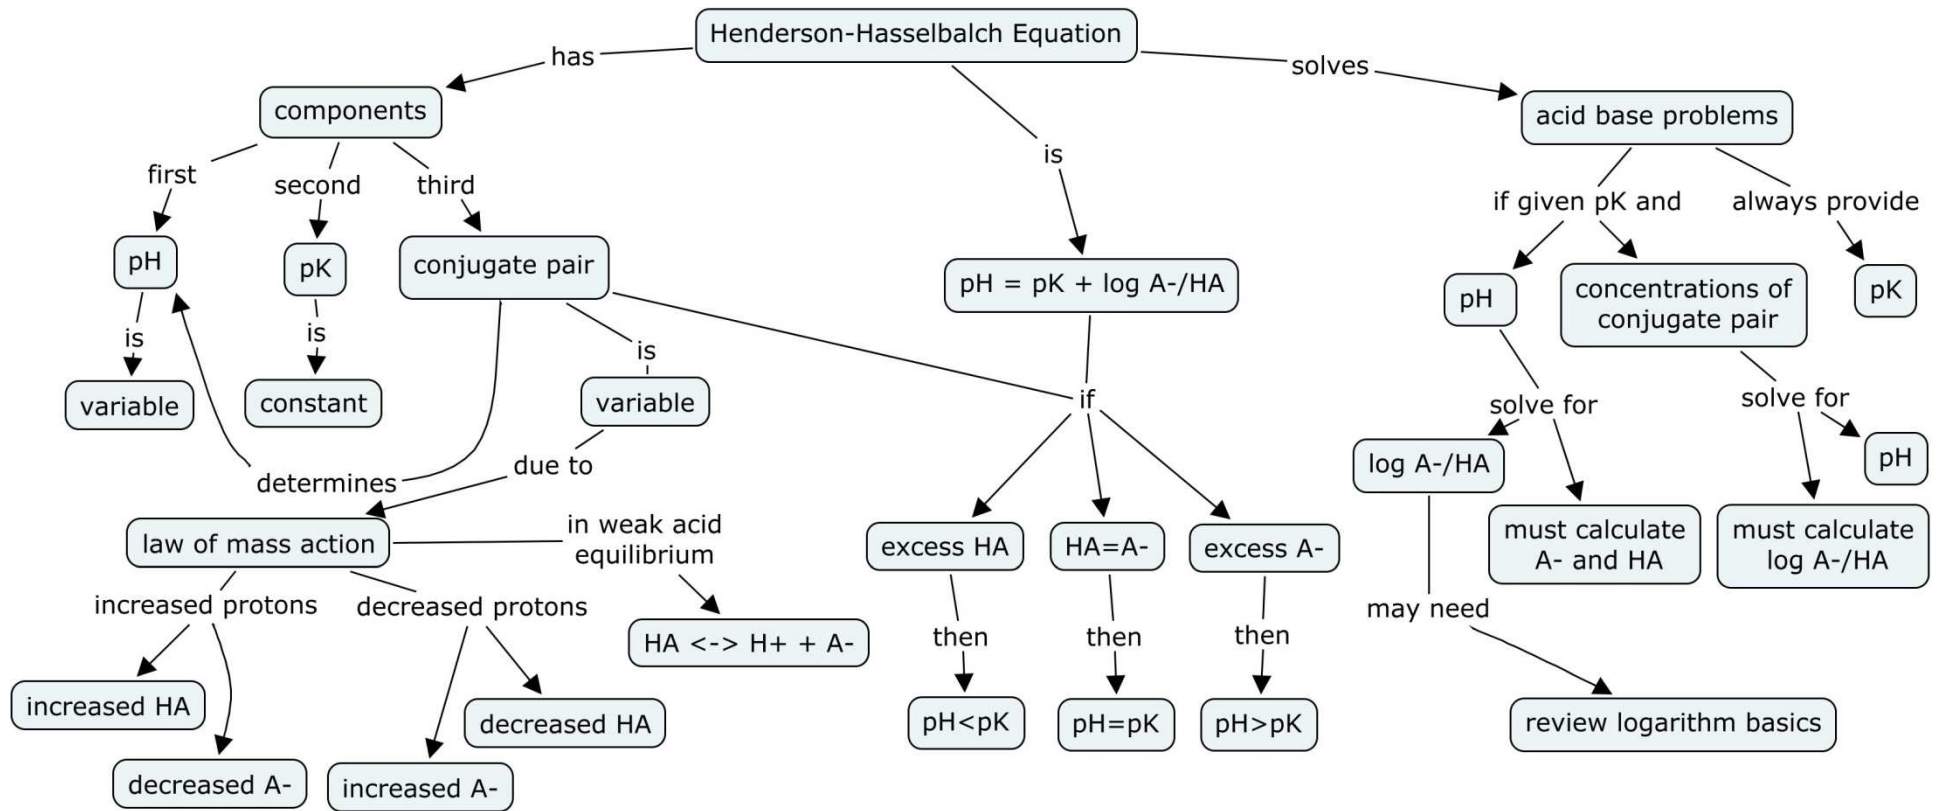 Henderson-Hasselbalch Equation
has
solves
components
acid base problems
is
first
second
third
if given pK and
always provide
pH
pK
conjugate pair
pH = pK + log A-/HA
pH
concentrations of
conjugate pair
pK
is
is
is
variable
constant
variable
if
solve for
solve for
determines
due to
log A-/HA
pH
law of mass action
in weak acid
equilibrium
excess HA
HA=A-
excess A-
must calculate
A- and HA
must calculate
log A-/HA
increased protons
decreased protons
HA <-> H+ + A-
then
then
then
may need
increased HA
decreased HA
pH<pK
pH=pK
pH>pK
review logarithm basics
decreased A-
increased A-